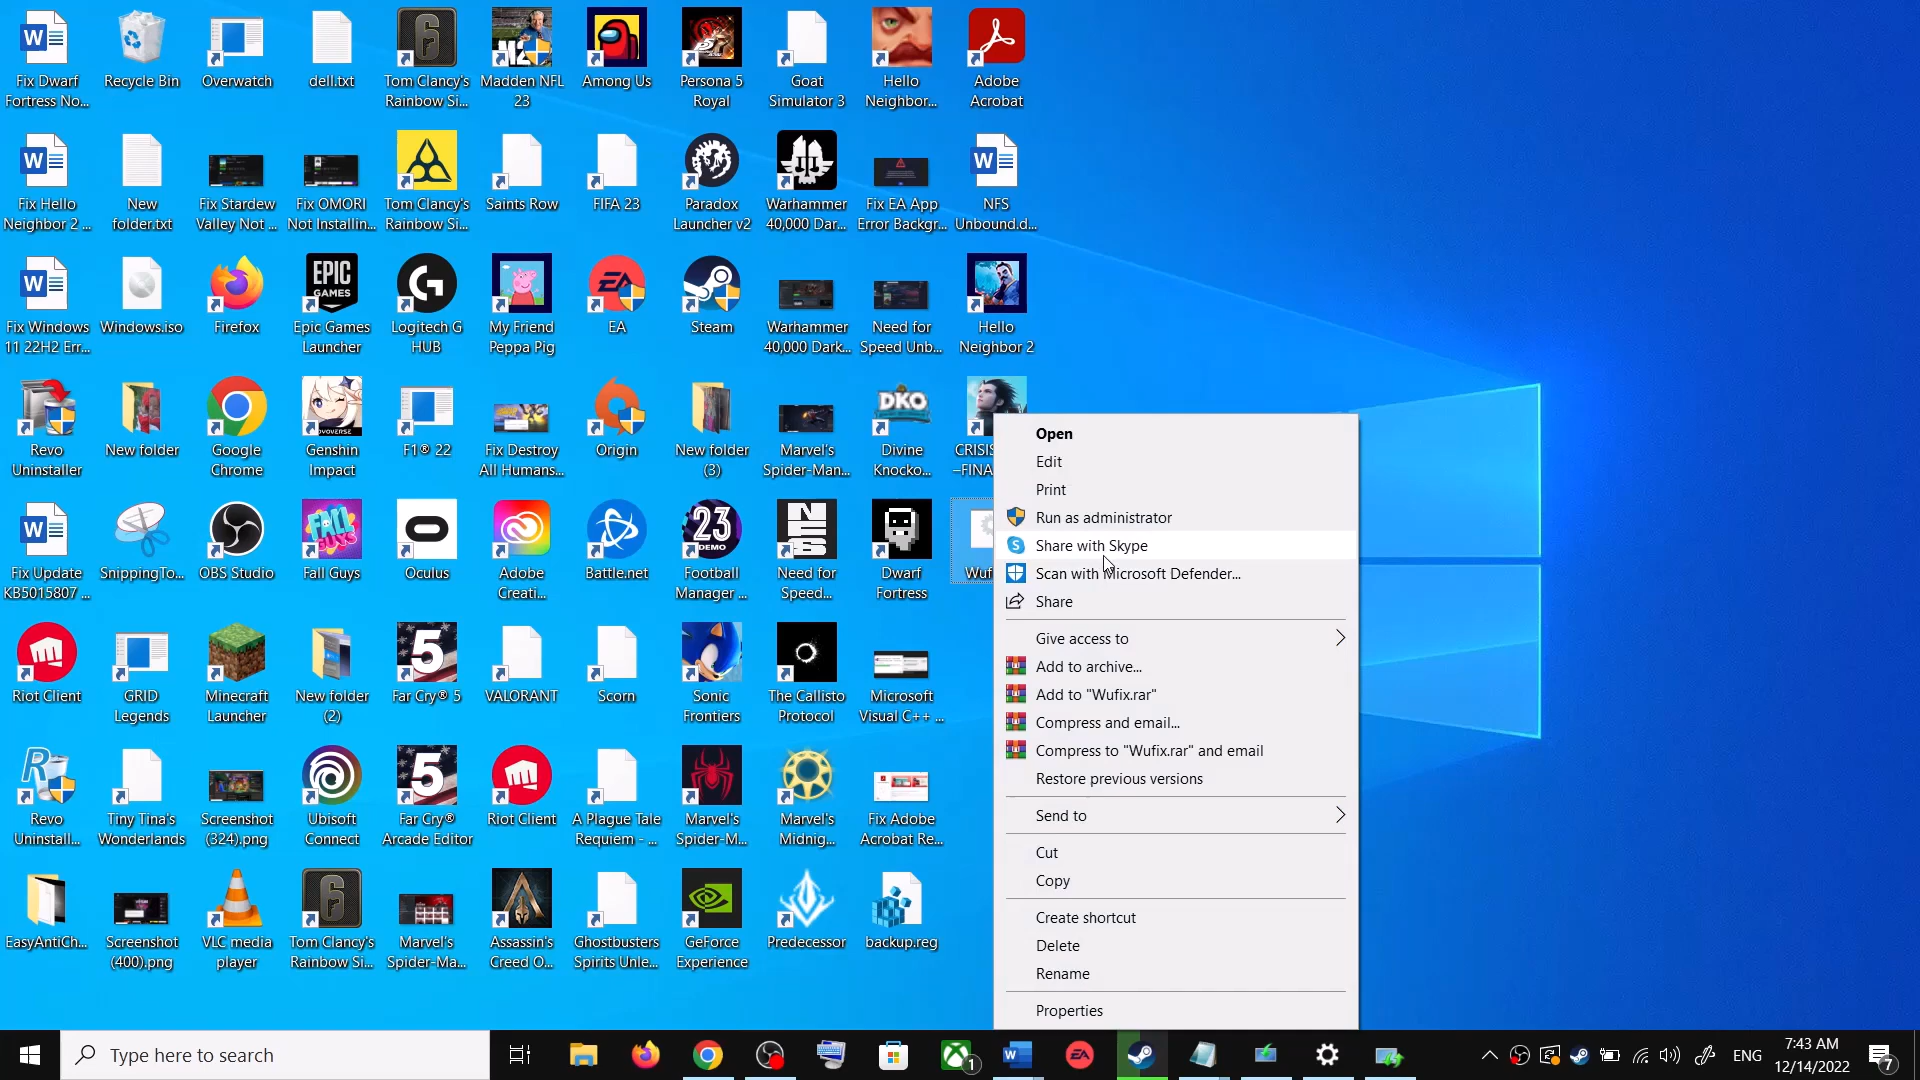 Fix Dwarf
Fortress No...
Recycle Bin
Overwatch
dell.txt
Tom Clancy's
Rainbow Si...
Madden NFL
23
Among Us
Persona 5
Royal
Goat
Simulator 3
Hello
Neighbor...
Adobe
Acrobat
Fix Hello
Neighbor 2 ...
New
folder.txt
Fix Stardew
Valley Not ...
Fix OMORI
Not Installin...
Tom Clancy's
Rainbow Si...
Saints Row
FIFA 23
Paradox
Launcher v2
Warhammer
40,000 Dar...
Fix EA App
Error Backgr...
NFS
Unbound.d...
Fix Windows
11 22H2 Err...
Windows.iso
Firefox
EPIC
GAMES
Epic Games
Launcher
Logitech G
HUB
My Friend
Peppa Pig
EA
Steam
Warhammer
40,000 Dark...
Need for
Speed Unb...
Hello
Neighbor 2
Revo
Uninstaller
New folder
Google
Chrome
Genshin
Impact
F1® 22
Fix Destroy
All Humans...
Origin
New folder
(3)
Marvel's
Spider-Man...
DKO
Divine
Knocko...
CRISIS
–FINA
Fix Update
KB5015807 ...
SnippingTo...
OBS Studio
Fall Guys
Oculus
Adobe
Creati...
Battle.net
23
DEMO
Football
Manager ...
Need for
Speed...
Dwarf
Fortress
Wuf
Riot Client
GRID
Legends
Minecraft
Launcher
New folder
(2)
Far Cry® 5
VALORANT
Scorn
Sonic
Frontiers
The Callisto
Protocol
Microsoft
Visual C++ ...
Revo
Uninstall...
Tiny Tina's
Wonderlands
Screenshot
(324).png
Ubisoft
Connect
Far Cry®
Arcade Editor
Riot Client
A Plague Tale
Requiem - ...
Marvel's
Spider-M...
Marvel's
Midnig...
Fix Adobe
Acrobat Re...
EasyAntiCh...
Screenshot
(400).png
VLC media
player
Tom Clancy's
Rainbow Si...
Marvel's
Spider-Ma...
Assassin's
Creed O...
Ghostbusters
Spirits Unle...
GeForce
Experience
Predecessor
backup.reg
Open
Edit
Print
Run as administrator
Share with Skype
Scan with Microsoft Defender...
Share
Give access to
Add to archive...
Add to "Wufix.rar"
Compress and email...
Compress to "Wufix.rar" and email
Restore previous versions
Send to
Cut
Copy
Create shortcut
Delete
Rename
Properties
Type here to search
1
ENG
7:43 AM
12/14/2022
7